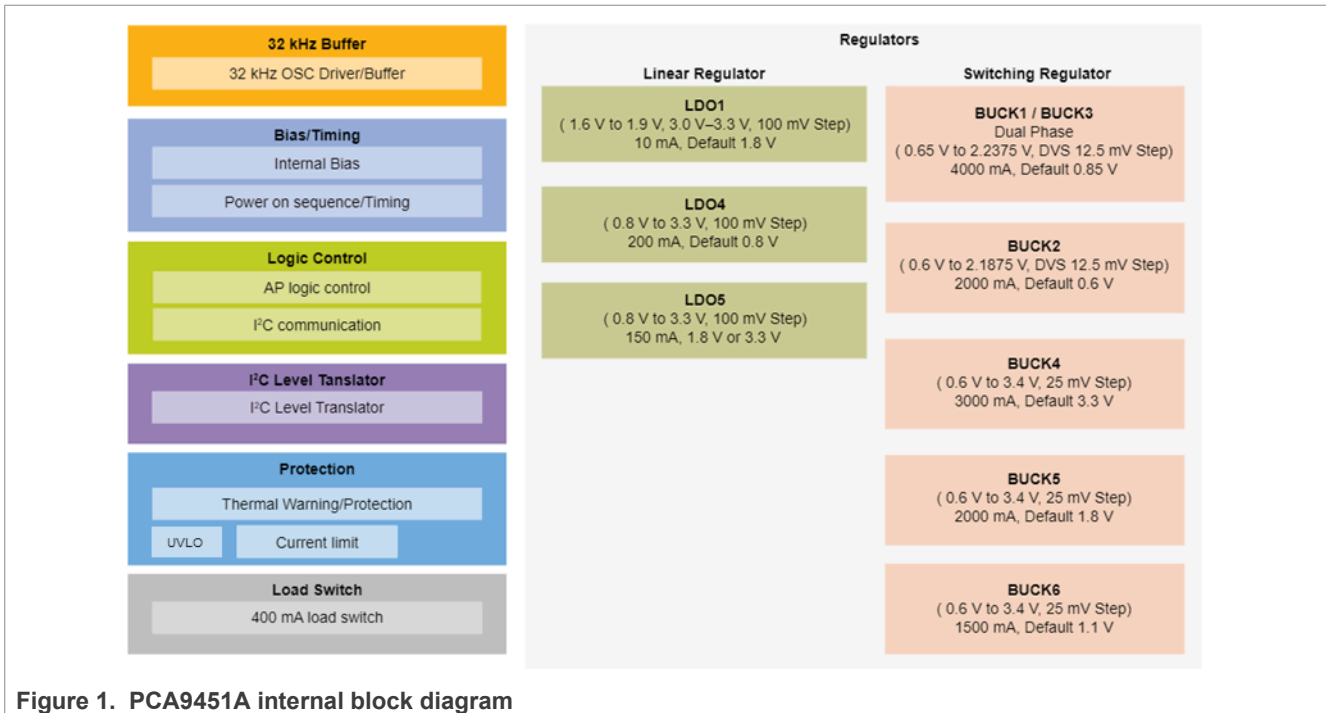 32 kHz Buffer
32 kHz OSC Driver/Buffer
Bias/Timing
Internal Bias
Power on sequence/Timing
Logic Control
AP logic control
I²C communication
I²C Level Tanslator
I²C Level Translator
Protection
Thermal Warning/Protection
UVLO
Current limit
Load Switch
400 mA load switch
Regulators
Linear Regulator
LDO1
( 1.6 V to 1.9 V, 3.0 V–3.3 V, 100 mV Step)
10 mA, Default 1.8 V
LDO4
( 0.8 V to 3.3 V, 100 mV Step)
200 mA, Default 0.8 V
LDO5
( 0.8 V to 3.3 V, 100 mV Step)
150 mA, 1.8 V or 3.3 V
Switching Regulator
BUCK1 / BUCK3
Dual Phase
( 0.65 V to 2.2375 V, DVS 12.5 mV Step)
4000 mA, Default 0.85 V
BUCK2
( 0.6 V to 2.1875 V, DVS 12.5 mV Step)
2000 mA, Default 0.6 V
BUCK4
( 0.6 V to 3.4 V, 25 mV Step)
3000 mA, Default 3.3 V
BUCK5
( 0.6 V to 3.4 V, 25 mV Step)
2000 mA, Default 1.8 V
BUCK6
( 0.6 V to 3.4 V, 25 mV Step)
1500 mA, Default 1.1 V
Figure 1. PCA9451A internal block diagram